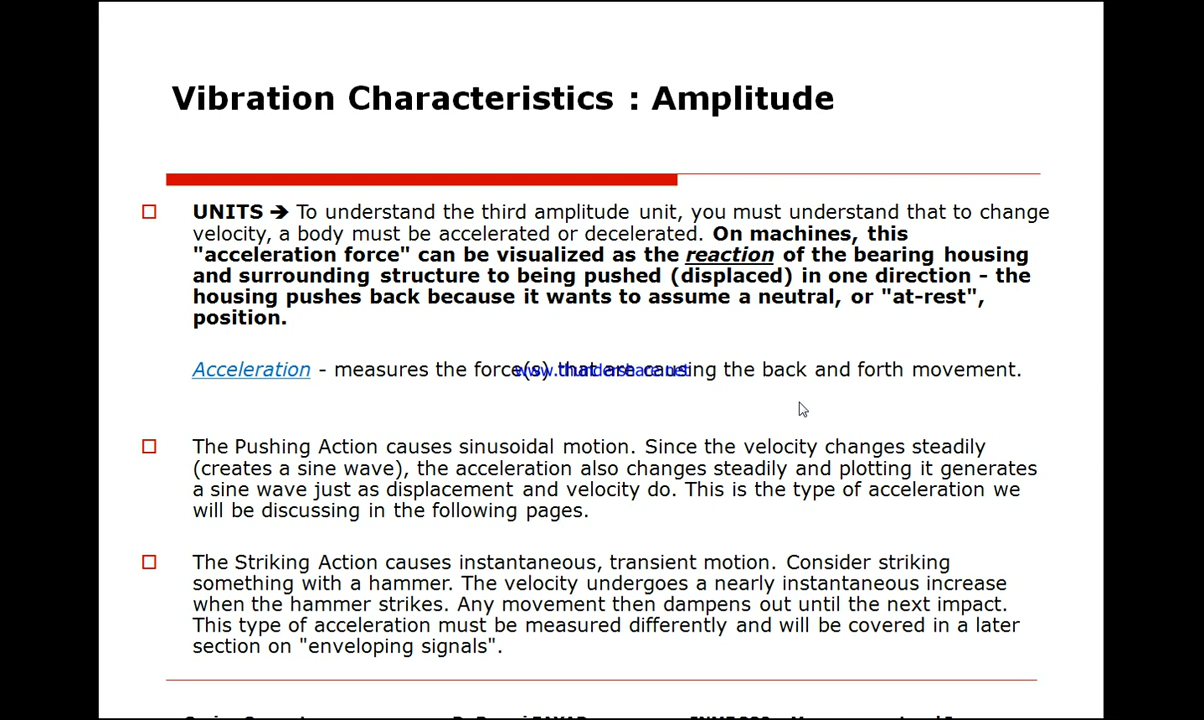 Vibration Characteristics : Amplitude
UNITS ➔ To understand the third amplitude unit, you must understand that to change
velocity, a body must be accelerated or decelerated. On machines, this
"acceleration force" can be visualized as the reaction of the bearing housing
and surrounding structure to being pushed (displaced) in one direction - the
housing pushes back because it wants to assume a neutral, or "at-rest",
position.
Acceleration - measures the force(s) that are causing the back and forth movement.
www.thundershare.net
The Pushing Action causes sinusoidal motion. Since the velocity changes steadily
(creates a sine wave), the acceleration also changes steadily and plotting it generates
a sine wave just as displacement and velocity do. This is the type of acceleration we
will be discussing in the following pages.
The Striking Action causes instantaneous, transient motion. Consider striking
something with a hammer. The velocity undergoes a nearly instantaneous increase
when the hammer strikes. Any movement then dampens out until the next impact.
This type of acceleration must be measured differently and will be covered in a later
section on "enveloping signals".